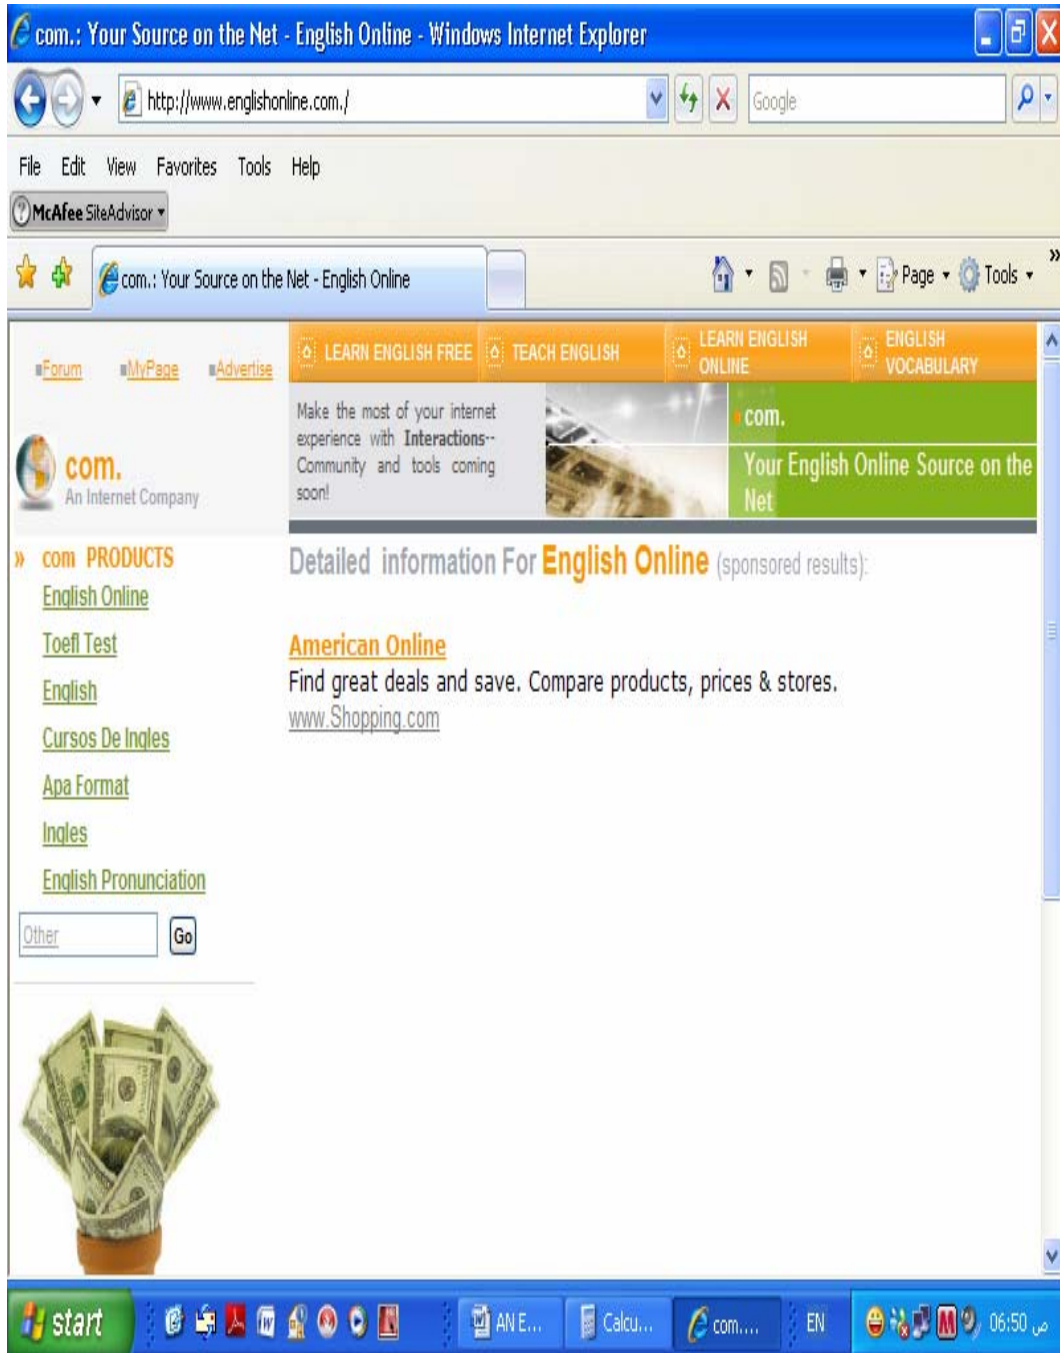 com.: Your Source on the Net - English Online - Windows Internet Explorer
http://www.englishonline.com./
Google
File Edit View Favorites Tools Help
McAfee SiteAdvisor
com.: Your Source on the Net - English Online
Page Tools
Forum MyPage Advertise
LEARN ENGLISH FREE
TEACH ENGLISH
LEARN ENGLISH
ONLINE
ENGLISH
VOCABULARY
Make the most of your internet
experience with Interactions--
Community and tools coming
soon!
com.
Your English Online Source on the
Net
com.
An Internet Company
» com PRODUCTS
English Online
Toefl Test
English
Cursos De Ingles
Apa Format
Ingles
English Pronunciation
Other
Go
Detailed information For English Online (sponsored results):
American Online
Find great deals and save. Compare products, prices & stores.
www.Shopping.com
start
AN E...
Calcu...
com....
EN
06:50 ص